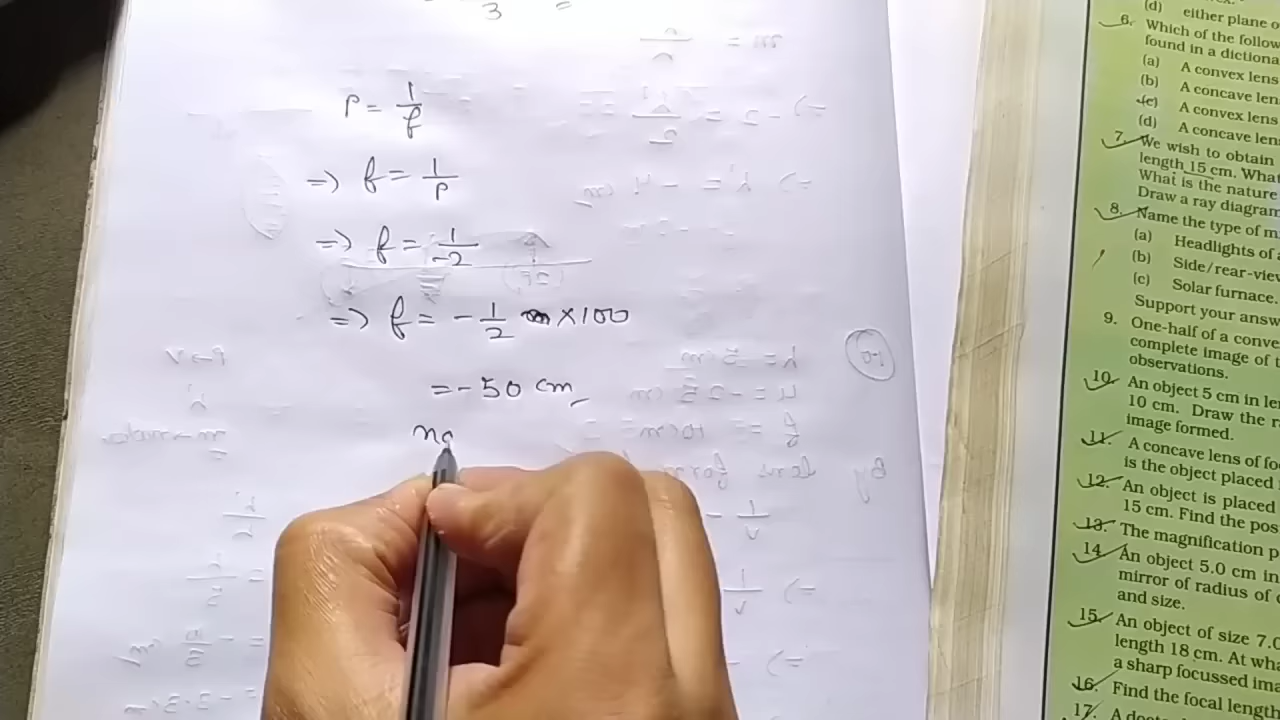 3 =
P = 1/f
=> f = 1/P
=> f = 1/-2
=> f = - 1/2 m ×100
= - 50 cm
na
(d) either plane o
6. Which of the follow
found in a dictiona
(a) A convex lens
(b) A concave len
(c) A convex lens
(d) A concave len
7. We wish to obtain
length 15 cm. What
What is the nature
Draw a ray diagram
8. Name the type of m
(a) Headlights of a
(b) Side/rear-view
(c) Solar furnace.
Support your answ
9. One-half of a conve
complete image of t
observations.
10. An object 5 cm in le
10 cm. Draw the r
image formed.
11. A concave lens of fo
is the object placed
12. An object is placed
15 cm. Find the pos
13. The magnification p
14. An object 5.0 cm in
mirror of radius of c
and size.
15. An object of size 7.0
length 18 cm. At wha
a sharp focussed ima
16. Find the focal length
17. A doc